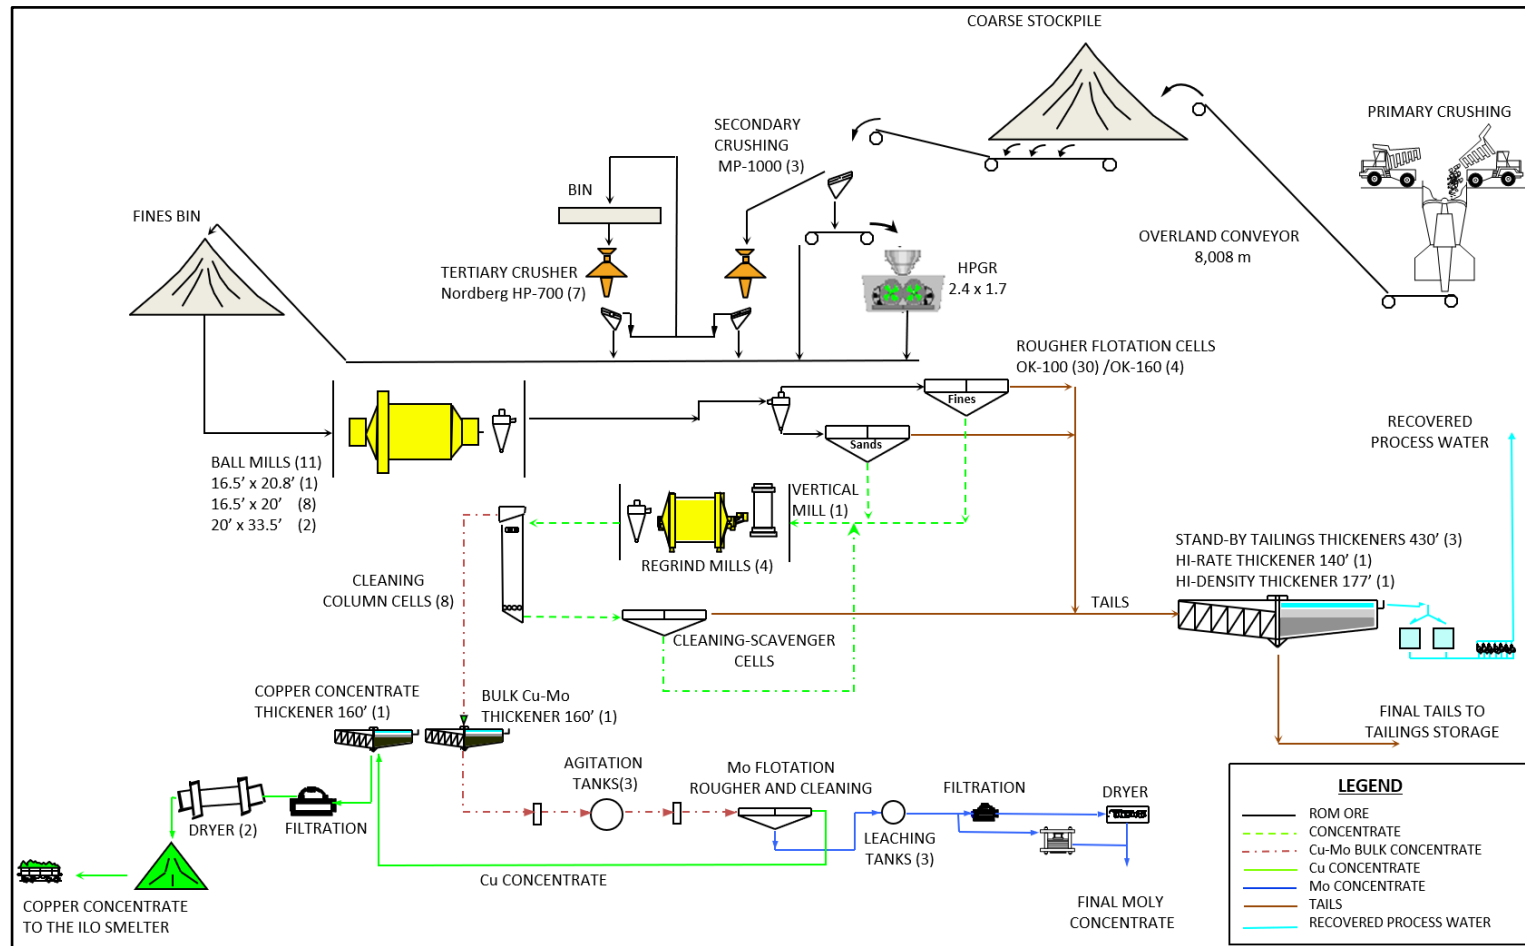 COARSE STOCKPILE
PRIMARY CRUSHING
SECONDARY
CRUSHING
MP-1000 (3)
BIN
FINES BIN
TERTIARY CRUSHER
Nordberg HP-700 (7)
HPGR
2.4 x 1.7
OVERLAND CONVEYOR
8,008 m
ROUGHER FLOTATION CELLS
OK-100 (30) /OK-160 (4)
Fines
Sands
RECOVERED
PROCESS WATER
BALL MILLS (11)
16.5' x 20.8' (1)
16.5' x 20' (8)
20' x 33.5' (2)
VERTICAL
MILL (1)
REGRIND MILLS (4)
STAND-BY TAILINGS THICKENERS 430' (3)
HI-RATE THICKENER 140' (1)
HI-DENSITY THICKENER 177' (1)
CLEANING
COLUMN CELLS (8)
TAILS
CLEANING-SCAVENGER
CELLS
COPPER CONCENTRATE
THICKENER 160' (1)
BULK Cu-Mo
THICKENER 160' (1)
FINAL TAILS TO
TAILINGS STORAGE
AGITATION
TANKS(3)
Mo FLOTATION
ROUGHER AND CLEANING
FILTRATION
DRYER
DRYER (2)
FILTRATION
LEACHING
TANKS (3)
Cu CONCENTRATE
COPPER CONCENTRATE
TO THE ILO SMELTER
FINAL MOLY
CONCENTRATE
LEGEND
ROM ORE
CONCENTRATE
Cu-Mo BULK CONCENTRATE
Cu CONCENTRATE
Mo CONCENTRATE
TAILS
RECOVERED PROCESS WATER